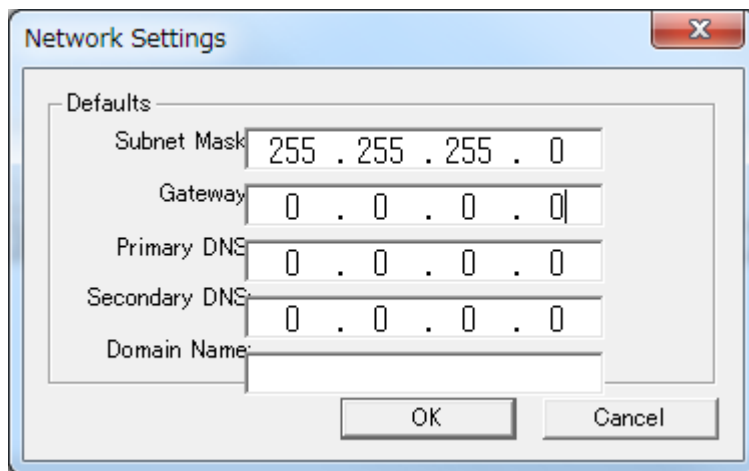 Network Settings
Defaults
Subnet Mask 255 . 255 . 255 . 0
Gateway 0 . 0 . 0 . 0
Primary DNS 0 . 0 . 0 . 0
Secondary DNS: 0 . 0 . 0 . 0
Domain Name:
OK Cancel